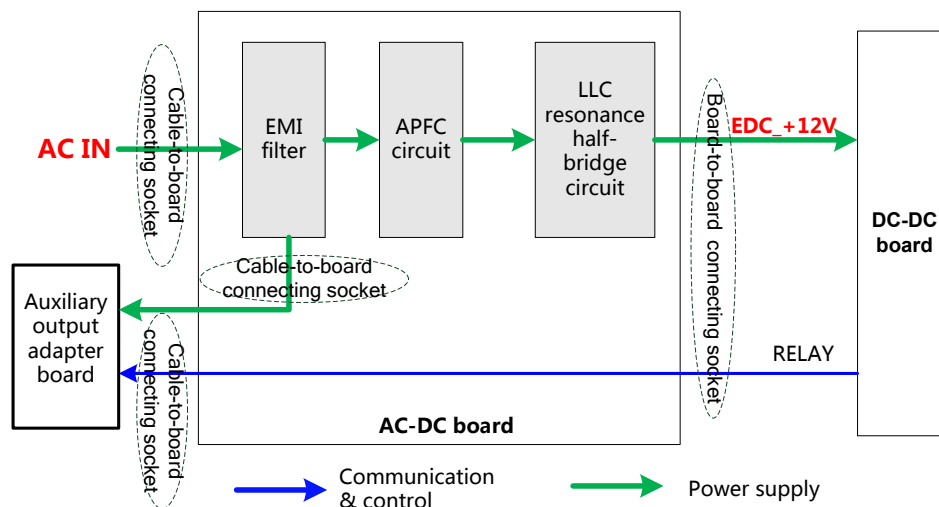 AC IN
Cable-to-board
connecting socket
EMI
filter
APFC
circuit
LLC
resonance
half-
bridge
circuit
Board-to-board connecting socket
EDC_+12V
DC-DC
board
Cable-to-board
connecting socket
Auxiliary
output
adapter
board
Cable-to-board
connecting socket
RELAY
AC-DC board
Communication
& control
Power supply